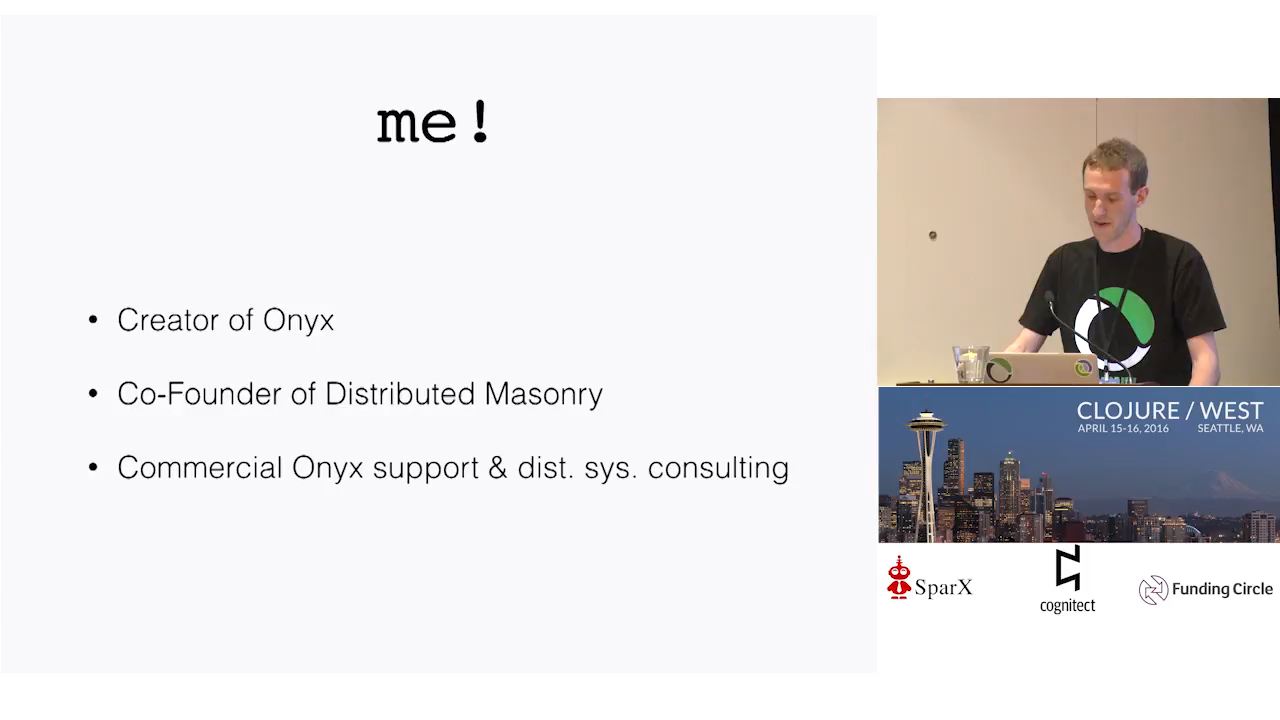 me!
• Creator of Onyx
• Co-Founder of Distributed Masonry
• Commercial Onyx support & dist. sys. consulting
CLOJURE / WEST
APRIL 15-16, 2016 SEATTLE, WA
SparX
cognitect
Funding Circle